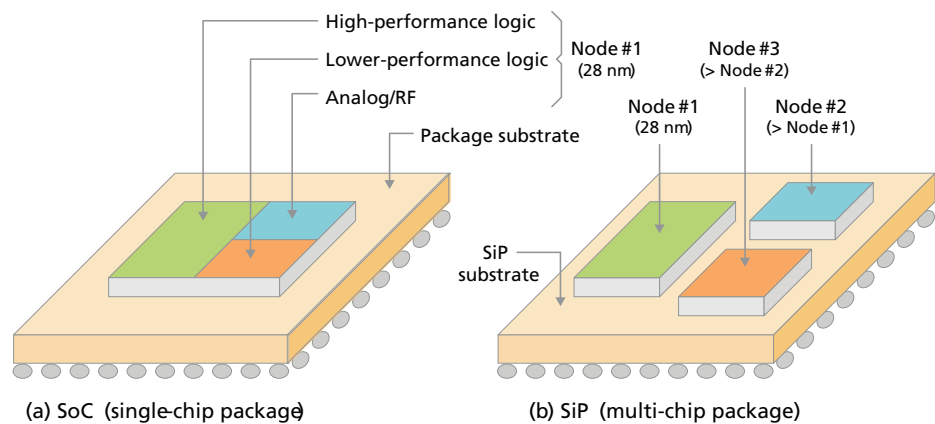 High-performance logic
Lower-performance logic
Analog/RF
Node #1
(28 nm)
Package substrate
Node #1
(28 nm)
Node #3
(> Node #2)
Node #2
(> Node #1)
SiP
substrate
(a) SoC (single-chip package)
(b) SiP (multi-chip package)